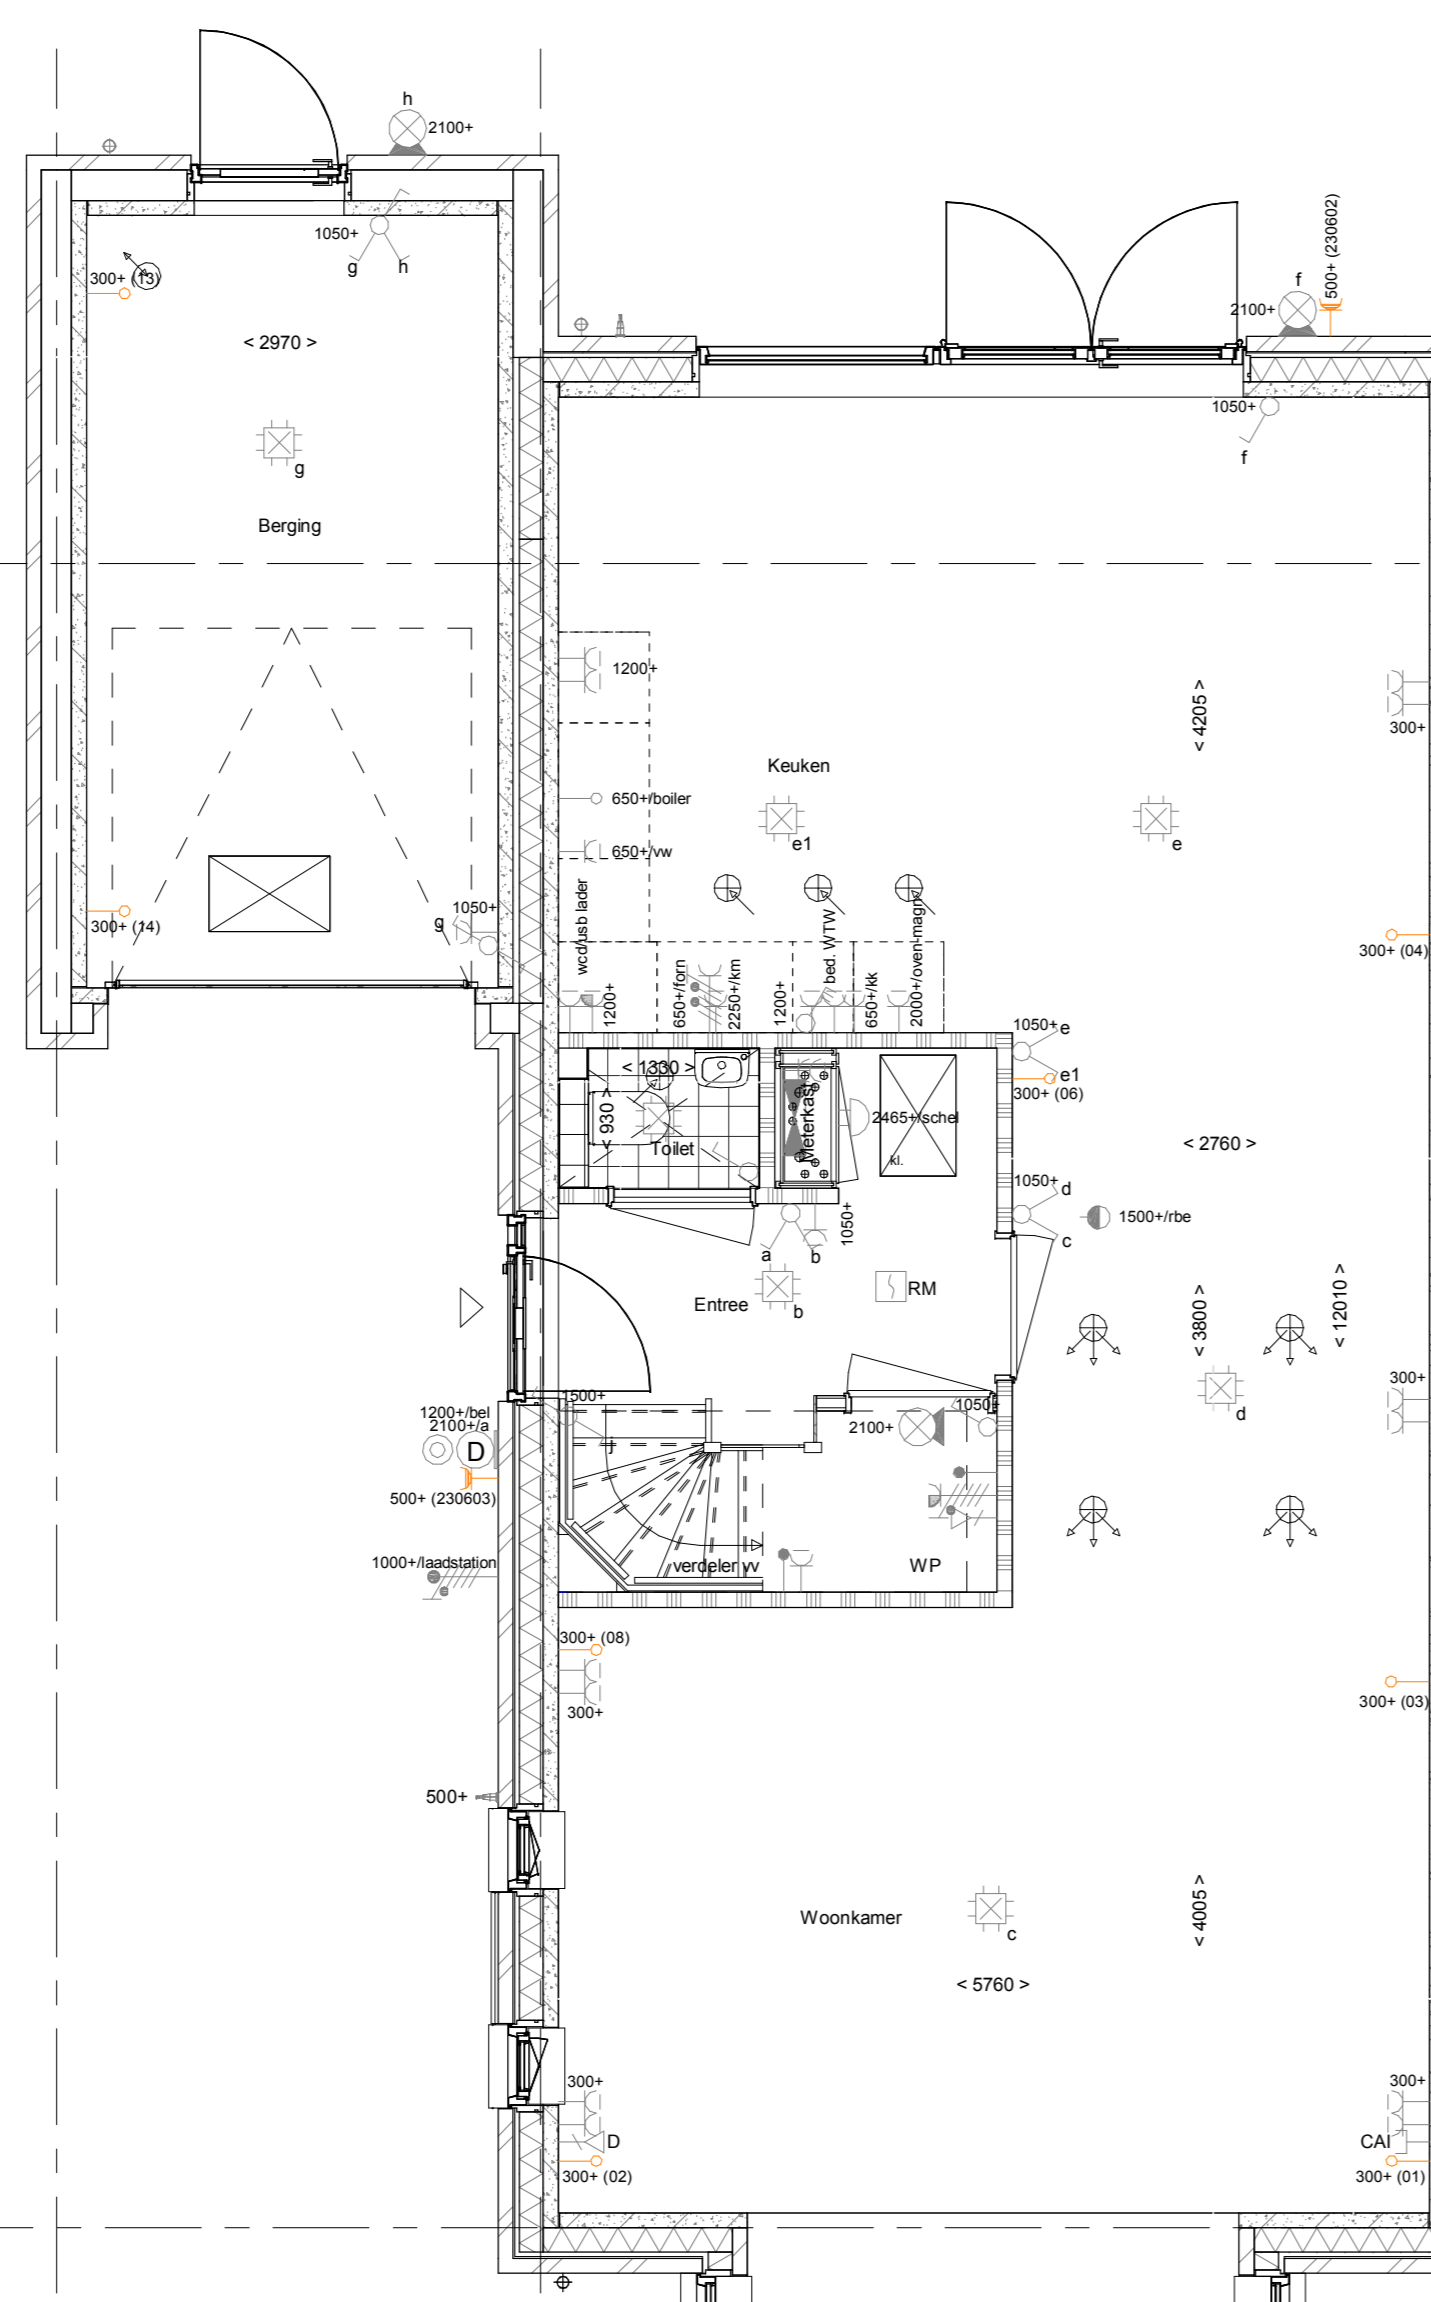 h
2100+
1050+
g
h
300+ (13)
< 2970 >
g
Berging
500+ (230602)
f
2100+
1050+
f
1200+
< 4205 >
300+
Keuken
650+/boiler
e1
e
650+/vw
300+ (14)
g
1050+
wcd/usb lader
bed. WTW
2000+/oven-magn
300+ (04)
1200+
650+/forn
2250+/km
1200+
650+/kk
1050+
e
e1
300+ (06)
< 1330 >
< 930 >
Toilet
Meterkast
2465+/schel
kl.
< 2760 >
1050+
d
c
1500+/rbe
a
b
1050+
Entree
b
RM
< 3800 >
< 12010 >
d
300+
1500+
j
1200+/bel
2100+/a
D
500+ (230603)
2100+
1050+
1000+/laadstation
verdeler vv
WP
300+ (08)
300+
300+ (03)
500+
Woonkamer
c
< 4005 >
< 5760 >
300+
D
300+ (02)
300+
CAI
300+ (01)